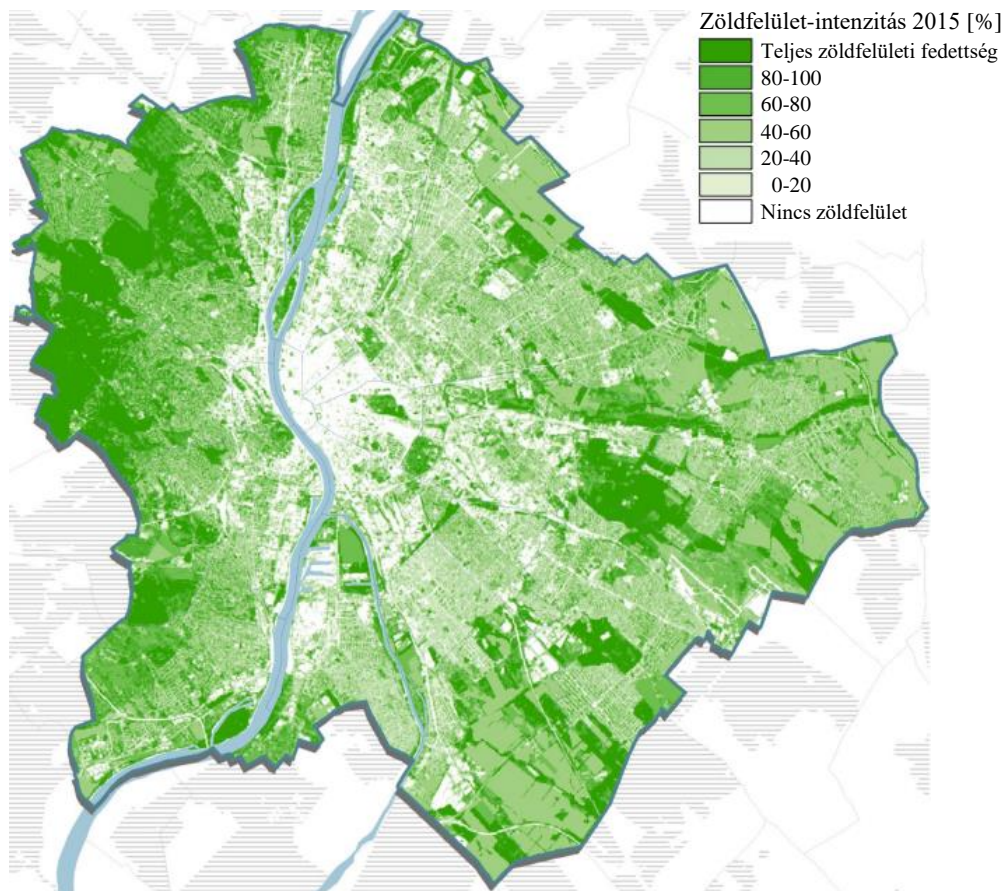 Zöldfelület-intenzitás 2015 [%]
Teljes zöldfelületi fedettség
80-100
60-80
40-60
20-40
0-20
Nincs zöldfelület